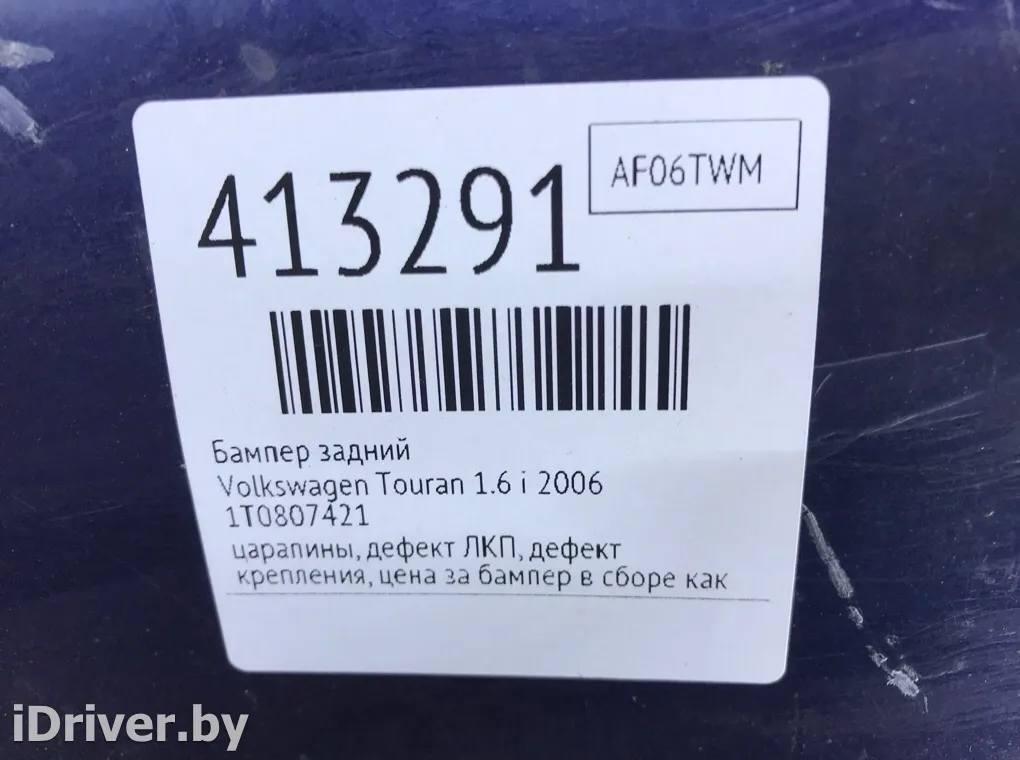 413291
AF06TWM
Бампер задний
Volkswagen Touran 1.6 i 2006
1T0807421
царапины, дефект ЛКП, дефект
крепления, цена за бампер в сборе как
iDriver.by